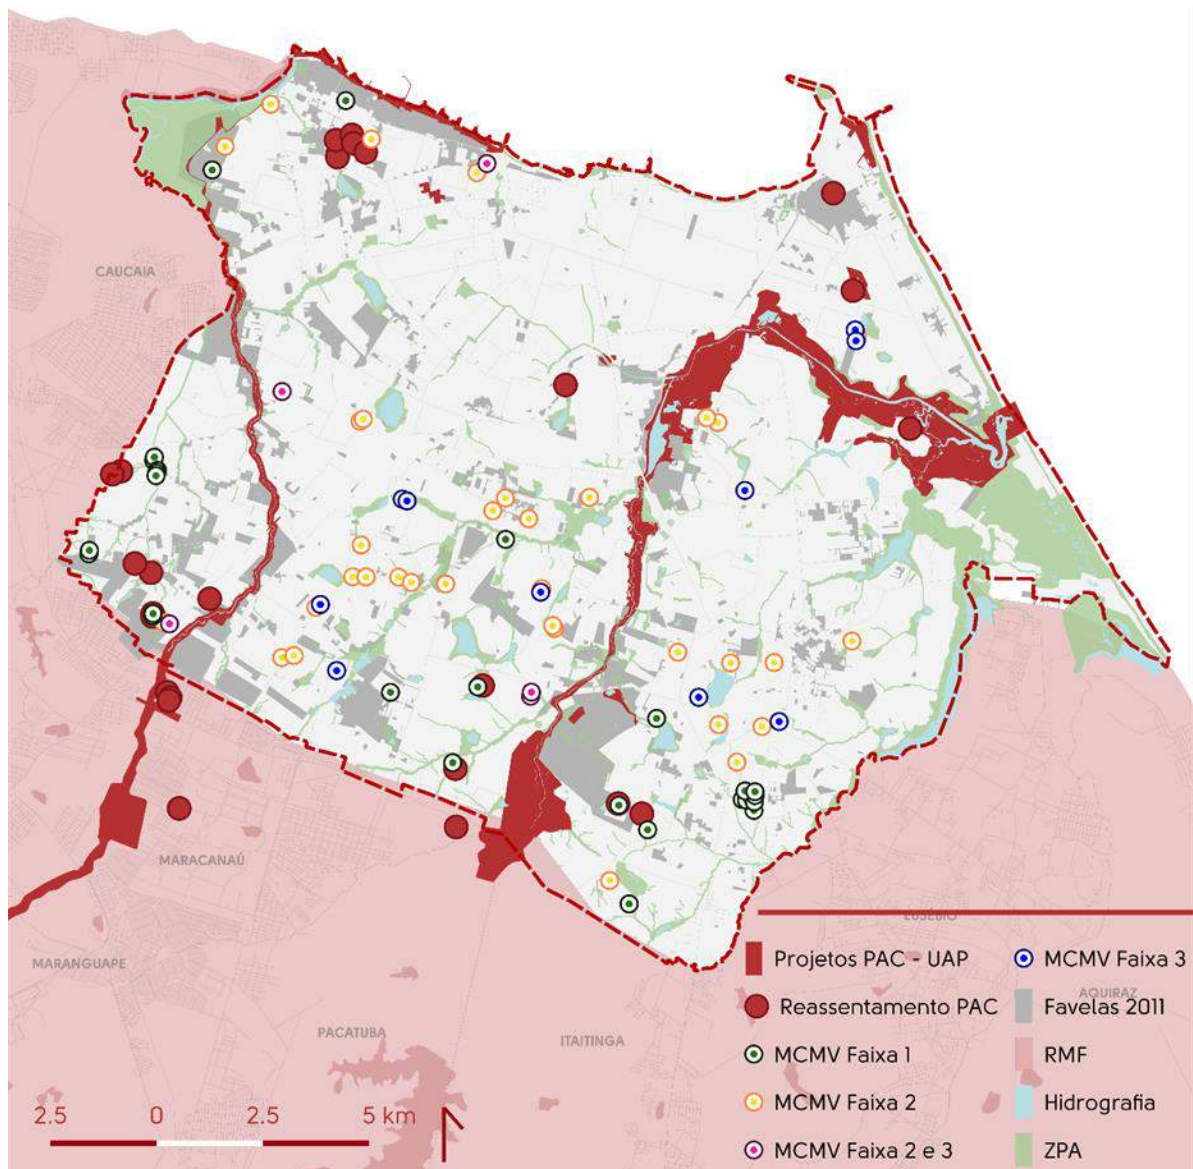 CAUCAIA
MARACANAÚ
MARANGUAPE
PACATUBA
ITAITINGA
EUSÉBIO
AQUIRAZ
Projetos PAC - UAP
Reassentamento PAC
MCMV Faixa 1
MCMV Faixa 2
MCMV Faixa 2 e 3
MCMV Faixa 3
Favelas 2011
RMF
Hidrografia
ZPA
2.5 0 2.5 5 km